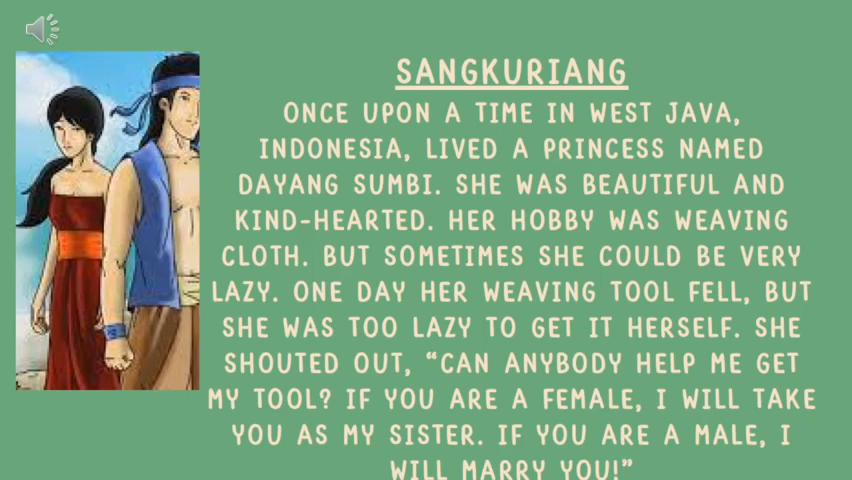 SANGKURIANG
ONCE UPON A TIME IN WEST JAVA,
INDONESIA, LIVED A PRINCESS NAMED
DAYANG SUMBI. SHE WAS BEAUTIFUL AND
KIND-HEARTED. HER HOBBY WAS WEAVING
CLOTH. BUT SOMETIMES SHE COULD BE VERY
LAZY. ONE DAY HER WEAVING TOOL FELL, BUT
SHE WAS TOO LAZY TO GET IT HERSELF. SHE
SHOUTED OUT, “CAN ANYBODY HELP ME GET
MY TOOL? IF YOU ARE A FEMALE, I WILL TAKE
YOU AS MY SISTER. IF YOU ARE A MALE, I
WILL MARRY YOU!”